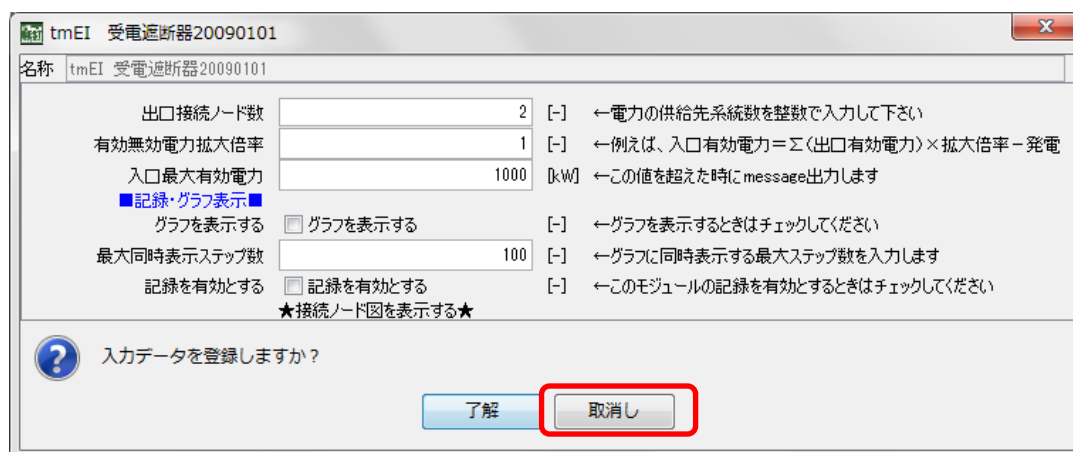 tmEI 受電遮断器20090101
名称 tmEI 受電遮断器20090101
出口接続ノード数 2 [-] ←電力の供給先系統数を整数で入力して下さい
有効無効電力拡大倍率 1 [-] ←例えば、入口有効電力=Σ(出口有効電力)×拡大倍率-発電
入口最大有効電力 1000 [kW] ←この値を超えた時にmessage出力します
■記録・グラフ表示■
グラフを表示する グラフを表示する [-] ←グラフを表示するときはチェックしてください
最大同時表示ステップ数 100 [-] ←グラフに同時表示する最大ステップ数を入力します
記録を有効とする 記録を有効とする [-] ←このモジュールの記録を有効とするときはチェックしてください
★接続ノード図を表示する★
入力データを登録しますか?
了解 取消し